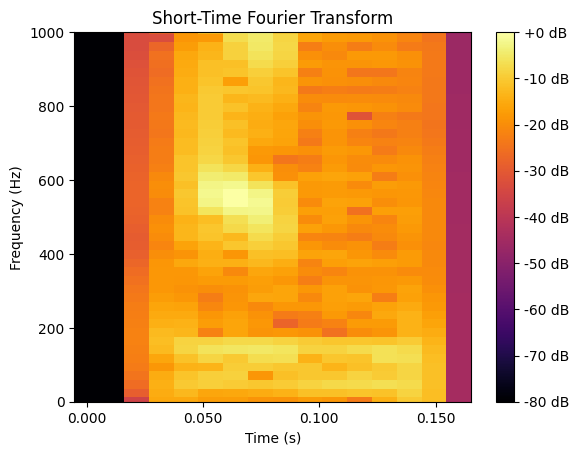 Short-Time Fourier Transform
Frequency (Hz)
1000
800
600
400
200
0
0.000
0.050
0.100
0.150
Time (s)
+0 dB
-10 dB
-20 dB
-30 dB
-40 dB
-50 dB
-60 dB
-70 dB
-80 dB